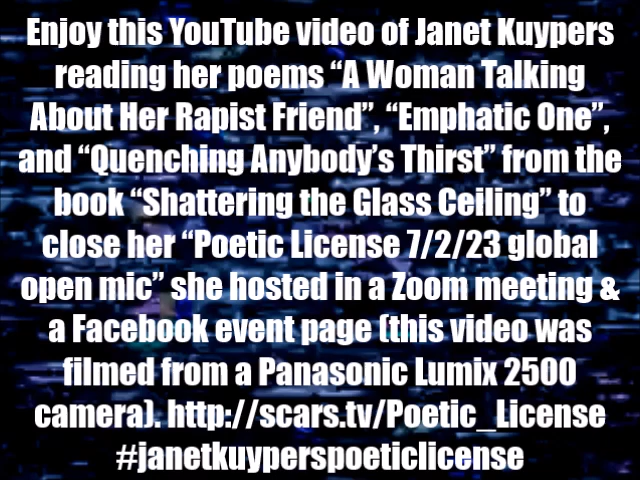 Enjoy this YouTube video of Janet Kuypers
reading her poems “A Woman Talking
About Her Rapist Friend”, “Emphatic One”,
and “Quenching Anybody’s Thirst” from the
book “Shattering the Glass Ceiling” to
close her “Poetic License 7/2/23 global
open mic” she hosted in a Zoom meeting &
a Facebook event page (this video was
filmed from a Panasonic Lumix 2500
camera). http://scars.tv/Poetic_License
#janetkuyperspoeticlicense